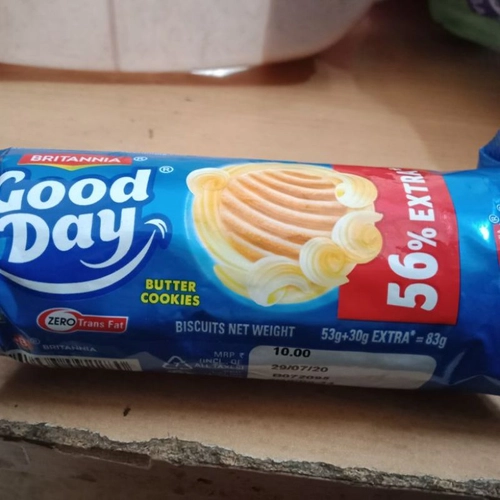 BRITANNIA ®
Good ®
Day
56% EXTRA
BUTTER
COOKIES
ZERO Trans Fat
BISCUITS NET WEIGHT 53g+30g EXTRA* = 83g
BRITANNIA
MRP ₹ 10.00
29/07/20